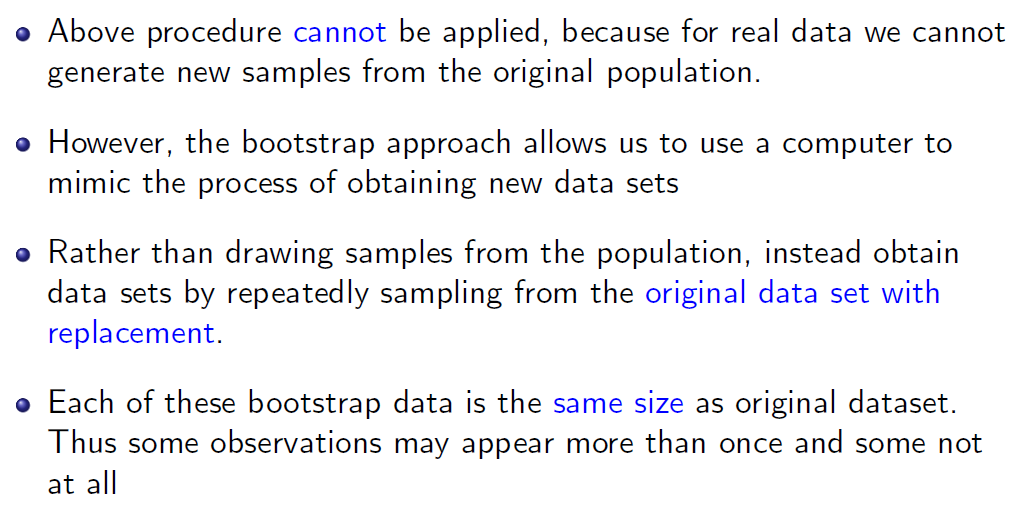 Above procedure cannot be applied, because for real data we cannot
generate new samples from the original population.
However, the bootstrap approach allows us to use a computer to
mimic the process of obtaining new data sets
Rather than drawing samples from the population, instead obtain
data sets by repeatedly sampling from the original data set with
replacement.
Each of these bootstrap data is the same size as original dataset.
Thus some observations may appear more than once and some not
at all